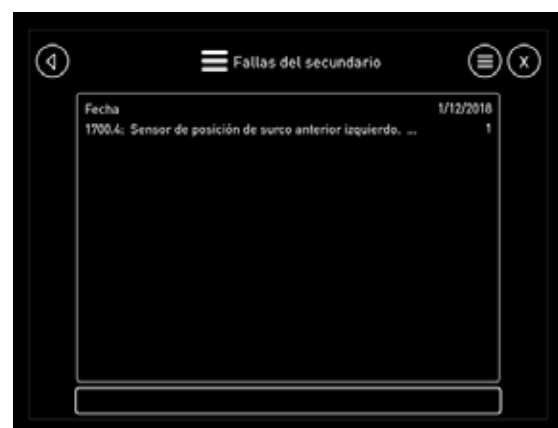 Fallas del secundario
X
Fecha 1/12/2018
1700.4: Sensor de posición de surco anterior izquierdo. ... 1